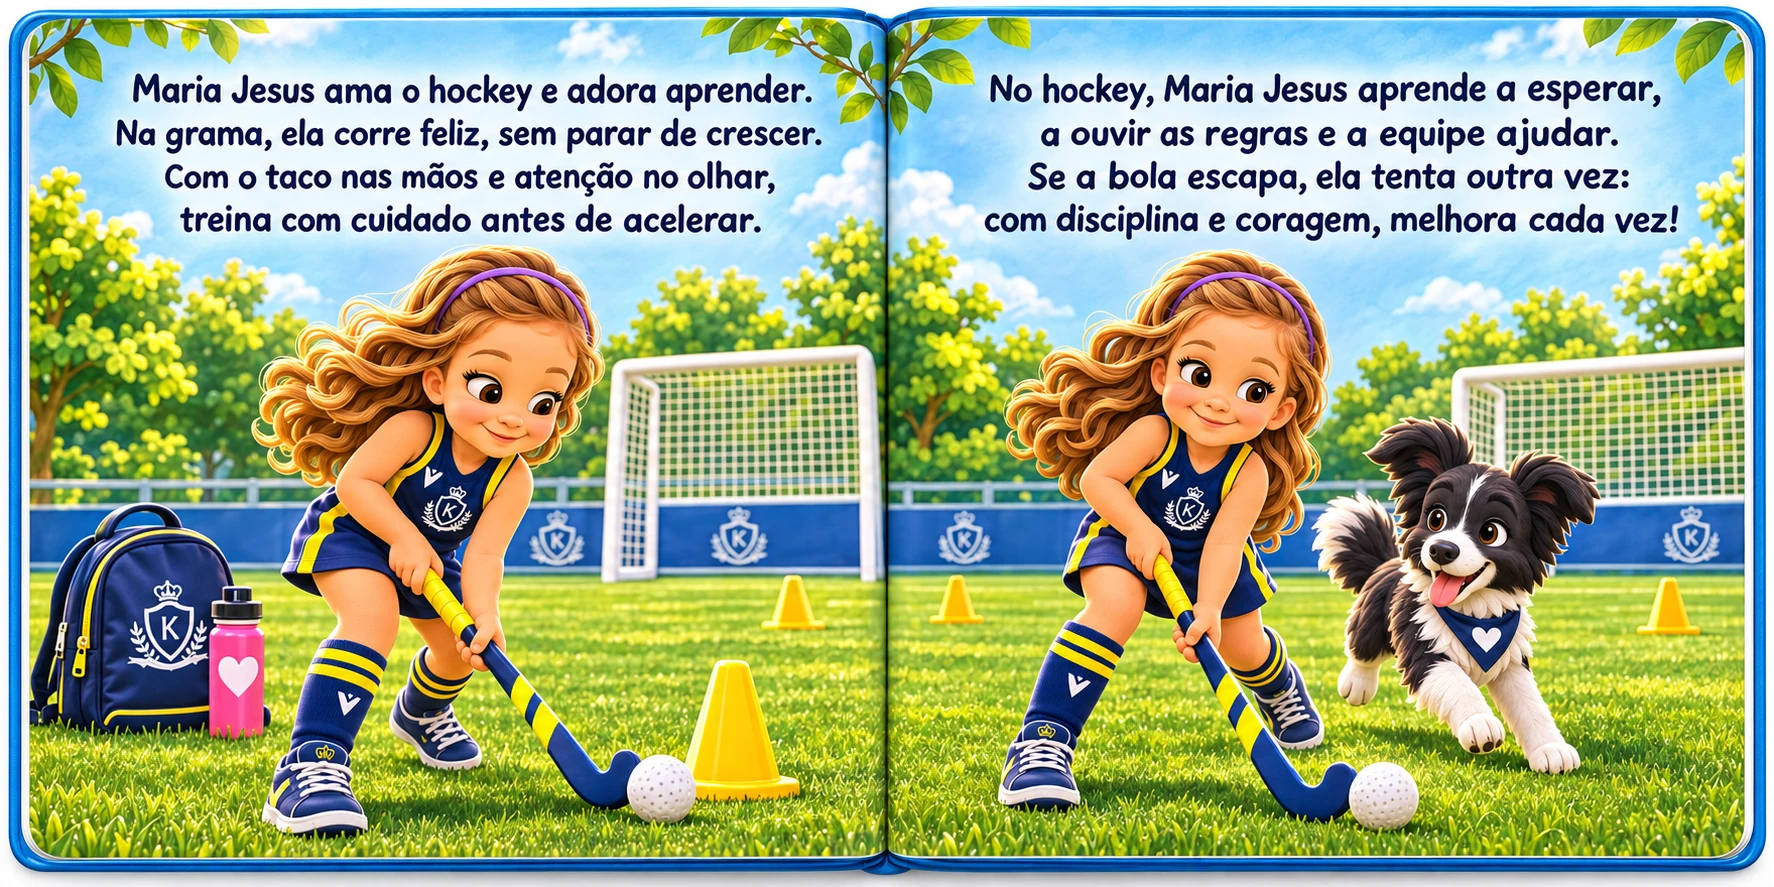 Maria Jesus ama o hockey e adora aprender.
Na grama, ela corre feliz, sem parar de crescer.
Com o taco nas mãos e atenção no olhar,
treina com cuidado antes de acelerar.
K
K
K
K
No hockey, Maria Jesus aprende a esperar,
a ouvir as regras e a equipe ajudar.
Se a bola escapa, ela tenta outra vez:
com disciplina e coragem, melhora cada vez!
K
K
K